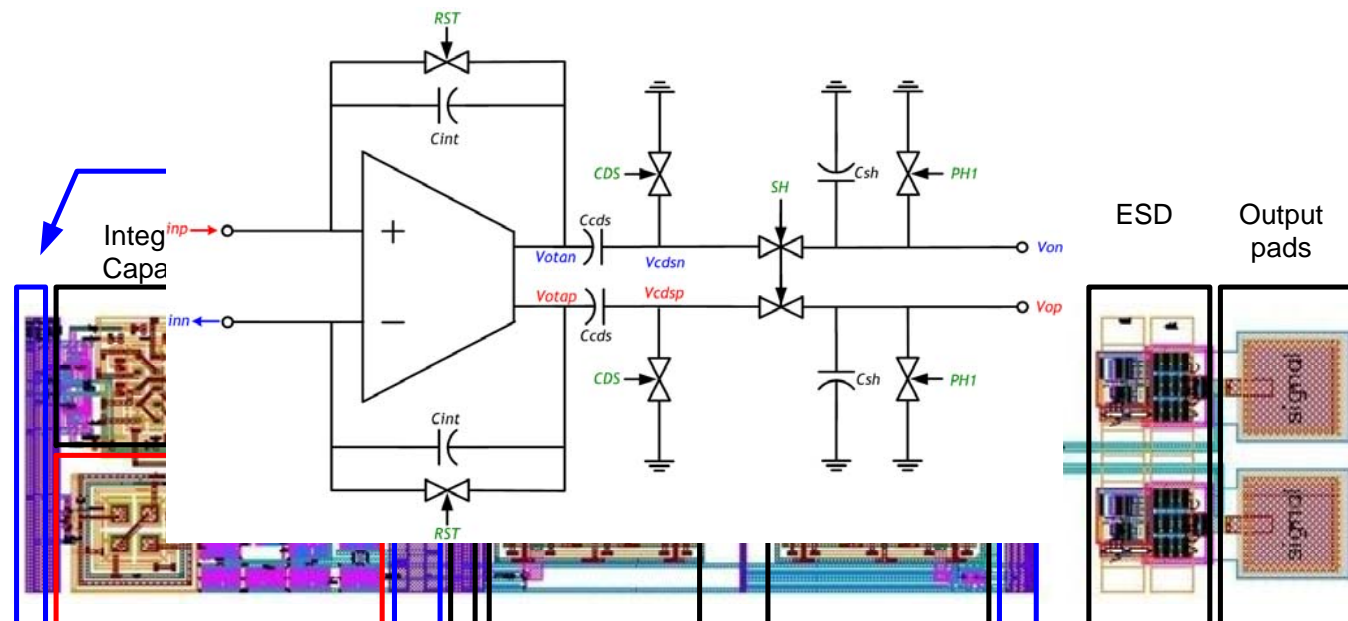 RST
Cint
CDS
SH
Csh
PH1
inp
Integ
Capa
+
Ccds
Votan
Vcdsn
Von
ESD
Output
pads
inn
−
Votap
Vcdsp
Vop
Ccds
CDS
Csh
PH1
Cint
RST
signal
signal